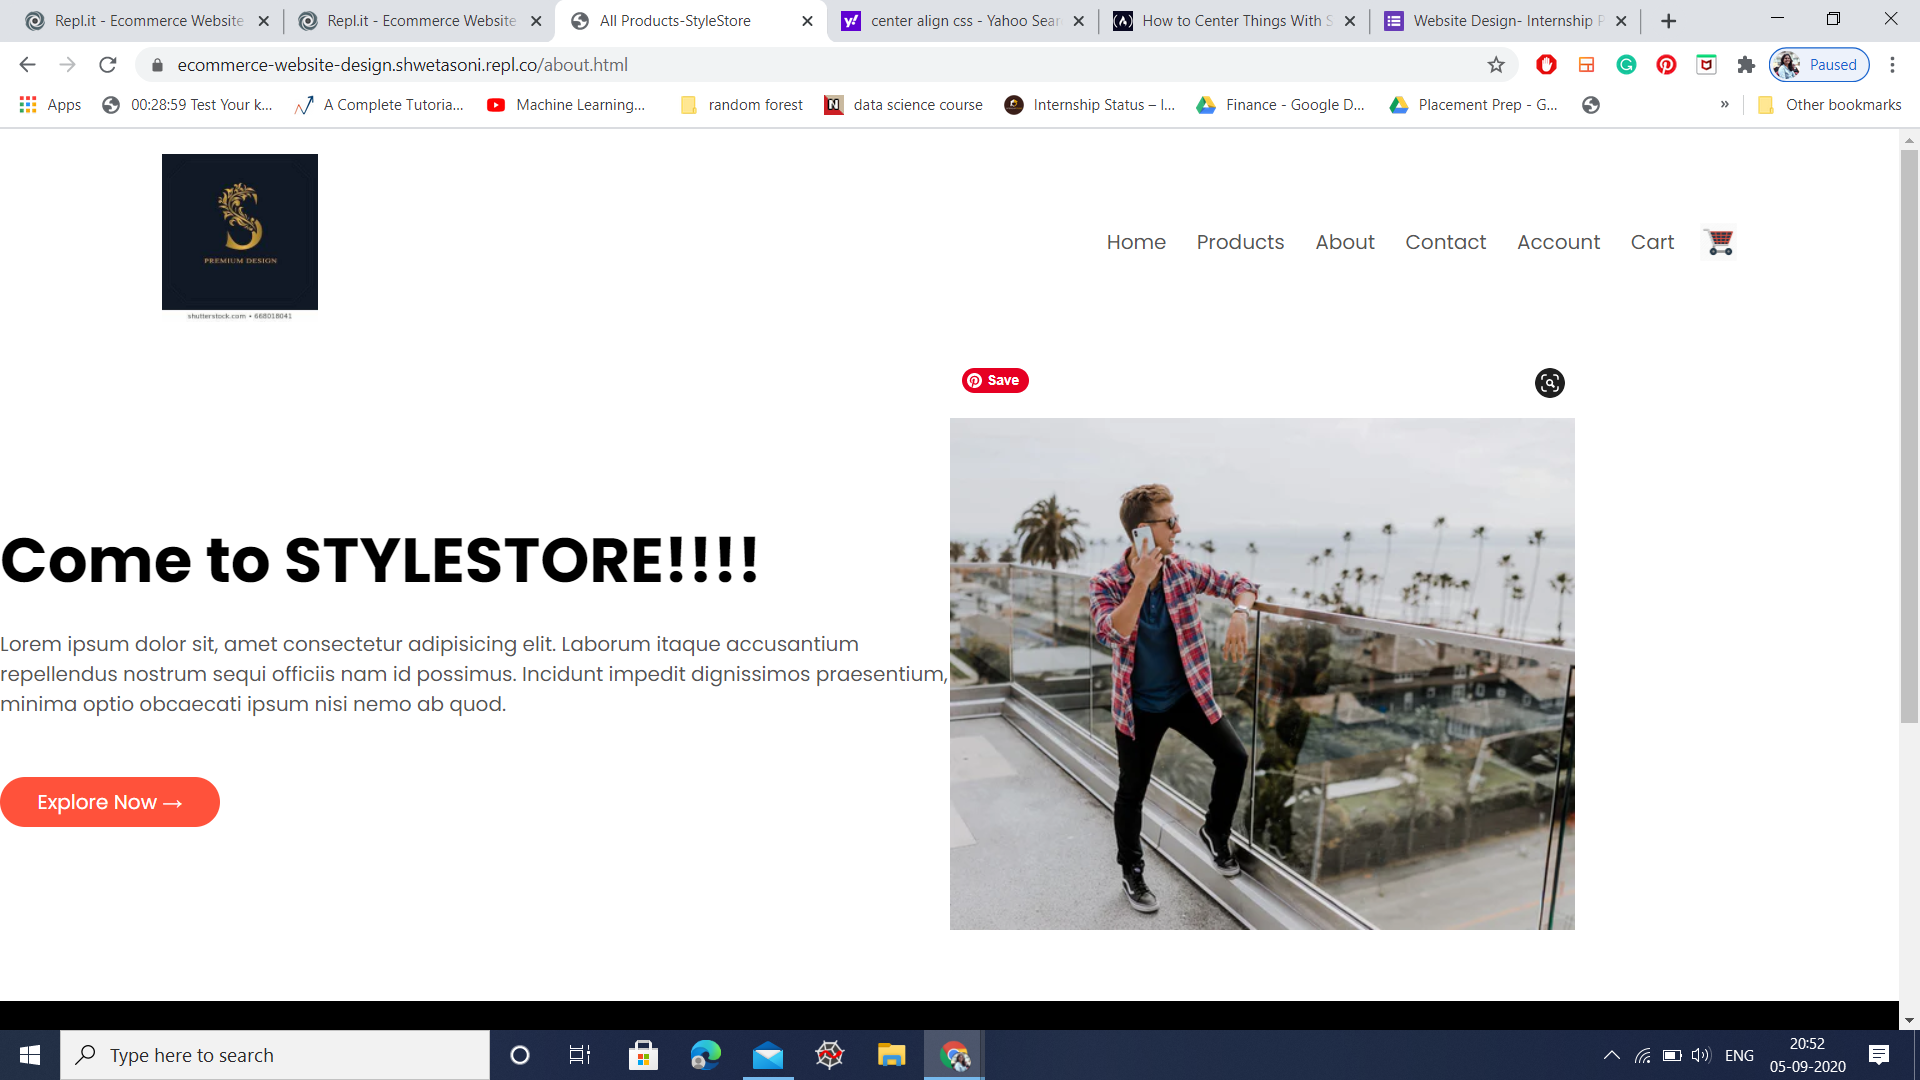 Repl.it - Ecommerce Website
Repl.it - Ecommerce Website
All Products-StyleStore
center align css - Yahoo Sear
How to Center Things With S
Website Design- Internship P
ecommerce-website-design.shwetasoni.repl.co/about.html
Paused
Apps
00:28:59 Test Your k...
A Complete Tutoria...
Machine Learning...
random forest
data science course
Internship Status – I...
Finance - Google D...
Placement Prep - G...
»
Other bookmarks
S
PREMIUM DESIGN
shutterstock.com • 668018041
Home Products About Contact Account Cart
Save
Come to STYLESTORE!!!!
Lorem ipsum dolor sit, amet consectetur adipisicing elit. Laborum itaque accusantium
repellendus nostrum sequi officiis nam id possimus. Incidunt impedit dignissimos praesentium,
minima optio obcaecati ipsum nisi nemo ab quod.
Explore Now →
Type here to search
ENG
20:52
05-09-2020